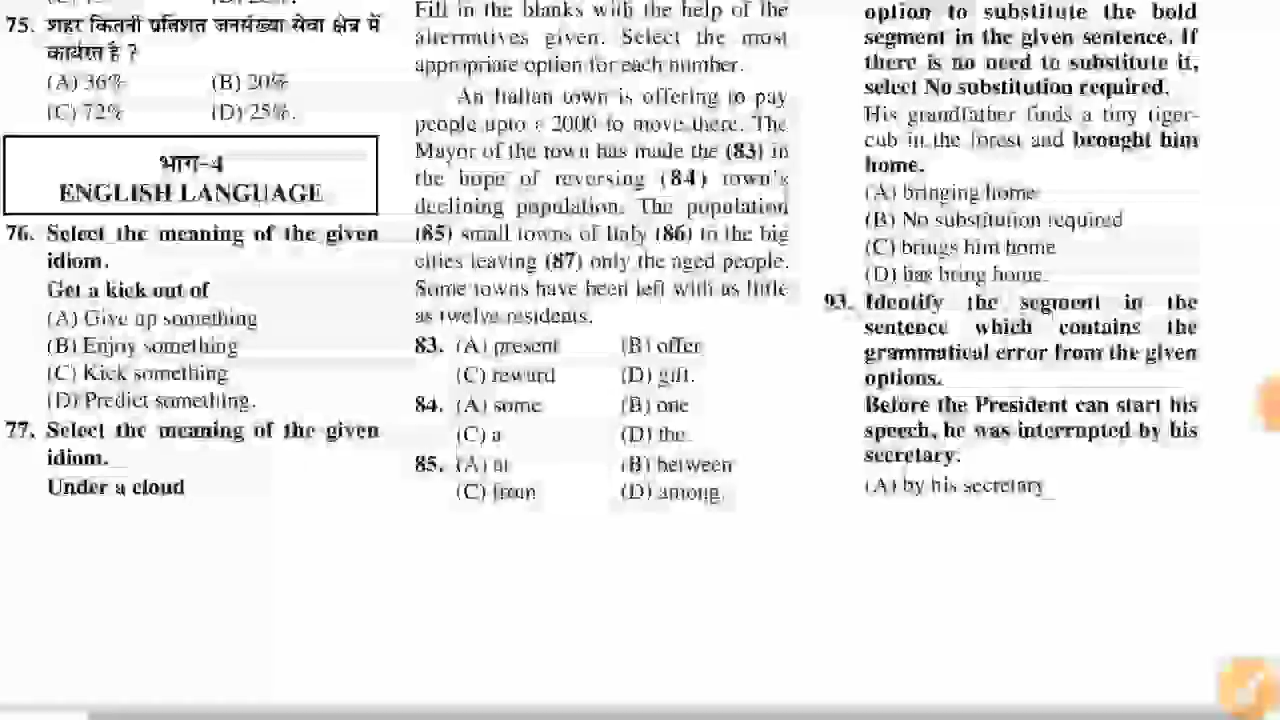 75. शहर कितनी प्रतिशत जनसंख्या सेवा क्षेत्र में
कार्यरत है ?
(A) 36% (B) 20%
(C) 72% (D) 25%.
भाग-4
ENGLISH LANGUAGE
76. Select the meaning of the given
idiom.
Get a kick out of
(A) Give up something
(B) Enjoy something
(C) Kick something
(D) Predict something.
77. Select the meaning of the given
idiom.
Under a cloud
Fill in the blanks with the help of the
alternatives given. Select the most
appropriate option for each number.
An Italian town is offering to pay
people upto 2000 to move there. The
Mayor of the town has made the (83) in
the hope of reversing (84) town's
declining population. The population
(85) small towns of Italy (86) to the big
cities leaving (87) only the aged people.
Some towns have been left with as little
as twelve residents.
83. (A) present (B) offer
(C) reward (D) gift.
84. (A) some (B) one
(C) a (D) the.
85. (A) at (B) between
(C) from (D) among.
option to substitute the bold
segment in the given sentence. If
there is no need to substitute it,
select No substitution required.
His grandfather finds a tiny tiger-
cub in the forest and brought him
home.
(A) bringing home
(B) No substitution required
(C) brings him home
(D) has bring home.
93. Identify the segment in the
sentence which contains the
grammatical error from the given
options.
Before the President can start his
speech, he was interrupted by his
secretary.
(A) by his secretary